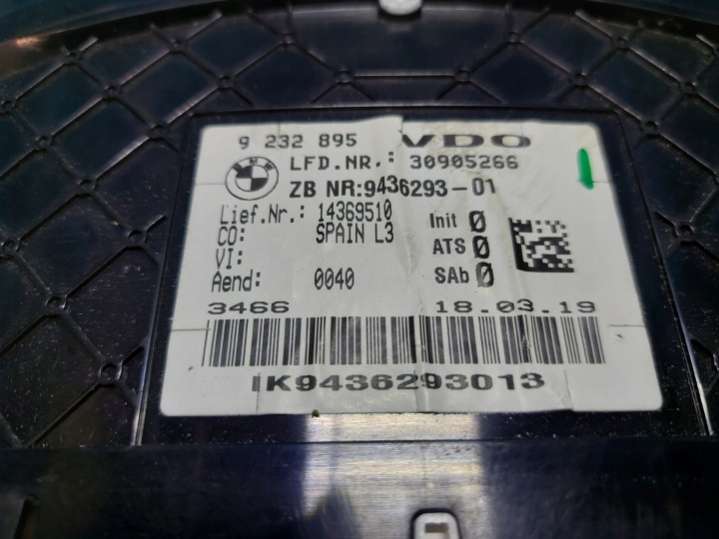 9 232 895 VDO
BMW
LFD.NR.: 30905266
ZB NR:9436293-01
Lief.Nr.: 14369510
CO: SPAIN L3
VI:
Aend: 0040
Init 0
ATS 0
SAb 0
3466 18.03.19
IK9436293013